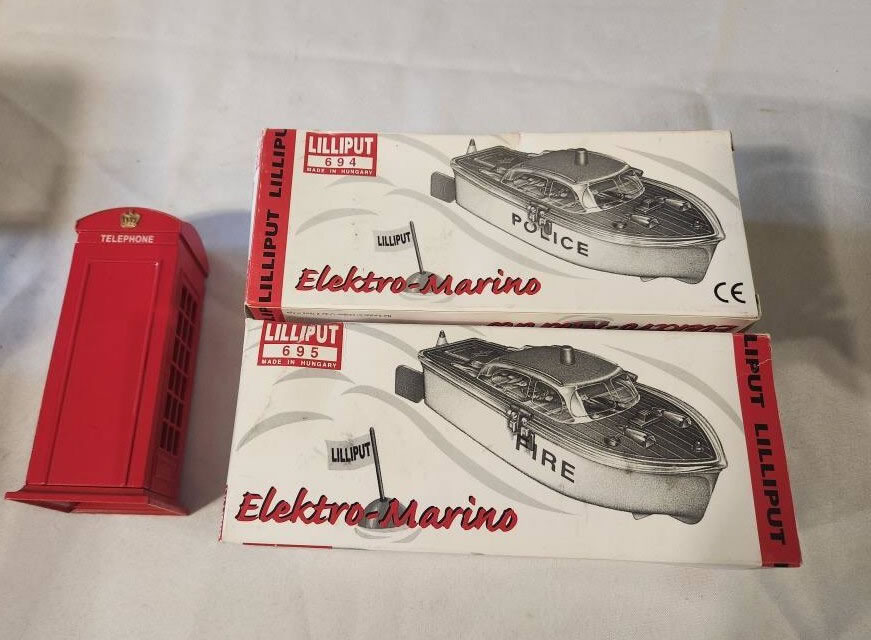 TELEPHONE
LILLIPUT LILLIPU
LILLIPUT
694
MADE IN HUNGARY
LILLIPUT
POLICE
Elektro-Marino
CE
LILLIPUT
695
MADE IN HUNGARY
LILLIPUT
FIRE
Elektro-Marino
LIPUT LILLIPUT